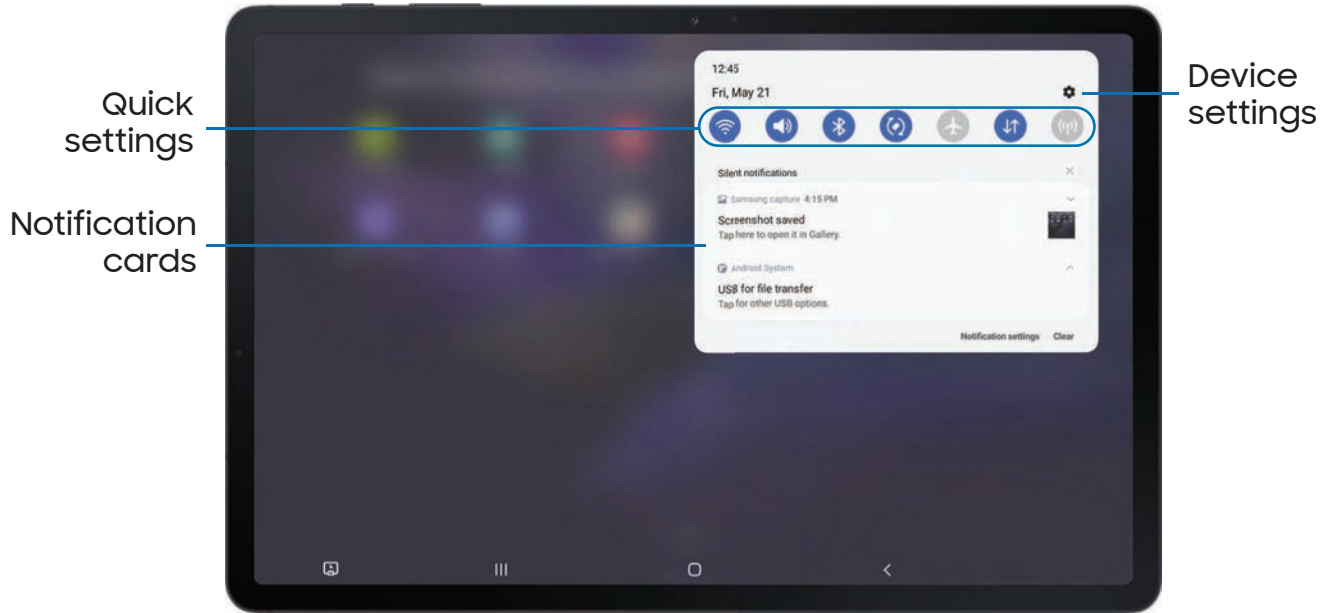 Quick
settings
Notification
cards
12:45
Fri, May 21
Device
settings
Silent notifications
Samsung capture 4:15 PM
Screenshot saved
Tap here to open it in Gallery.
Android System
USB for file transfer
Tap for other USB options.
Notification settings Clear